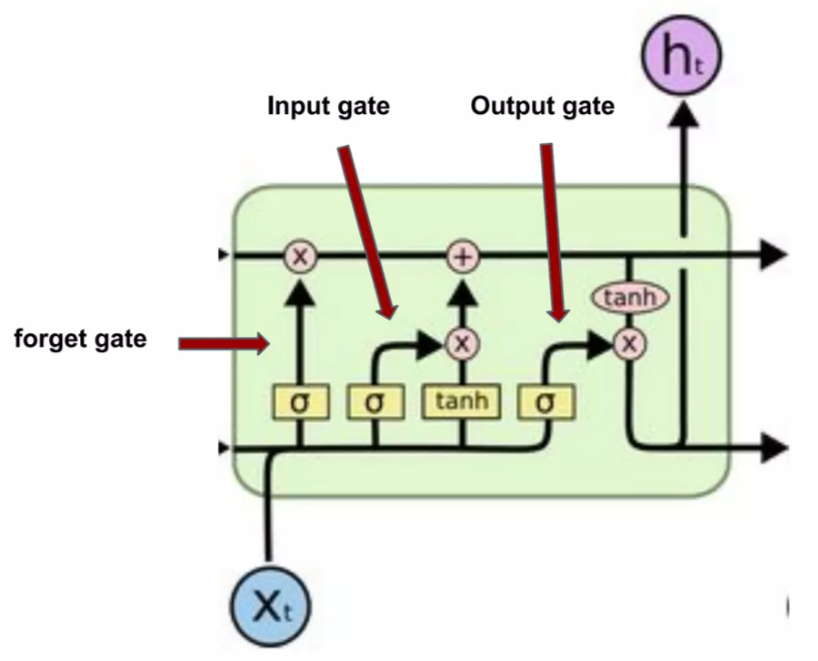 hₜ
Input gate
Output gate
x
+
tanh
forget gate
x
x
σ
σ
tanh
σ
Xₜ